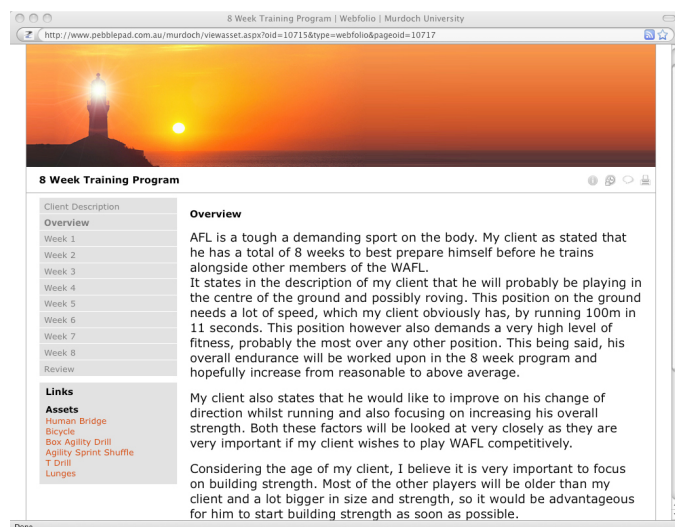 8 Week Training Program | Webfolio | Murdoch University
http://www.pebblepad.com.au/murdoch/viewasset.aspx?oid=10715&type=webfolio&pageoid=10717
8 Week Training Program
Client Description
Overview
Week 1
Week 2
Week 3
Week 4
Week 5
Week 6
Week 7
Week 8
Review
Links
Assets
Human Bridge
Bicycle
Box Agility Drill
Agility Sprint Shuffle
T Drill
Lunges
Overview
AFL is a tough a demanding sport on the body. My client as stated that
he has a total of 8 weeks to best prepare himself before he trains
alongside other members of the WAFL.
It states in the description of my client that he will probably be playing in
the centre of the ground and possibly roving. This position on the ground
needs a lot of speed, which my client obviously has, by running 100m in
11 seconds. This position however also demands a very high level of
fitness, probably the most over any other position. This being said, his
overall endurance will be worked upon in the 8 week program and
hopefully increase from reasonable to above average.
My client also states that he would like to improve on his change of
direction whilst running and also focusing on increasing his overall
strength. Both these factors will be looked at very closely as they are
very important if my client wishes to play WAFL competitively.
Considering the age of my client, I believe it is very important to focus
on building strength. Most of the other players will be older than my
client and a lot bigger in size and strength, so it would be advantageous
for him to start building strength as soon as possible.
Done